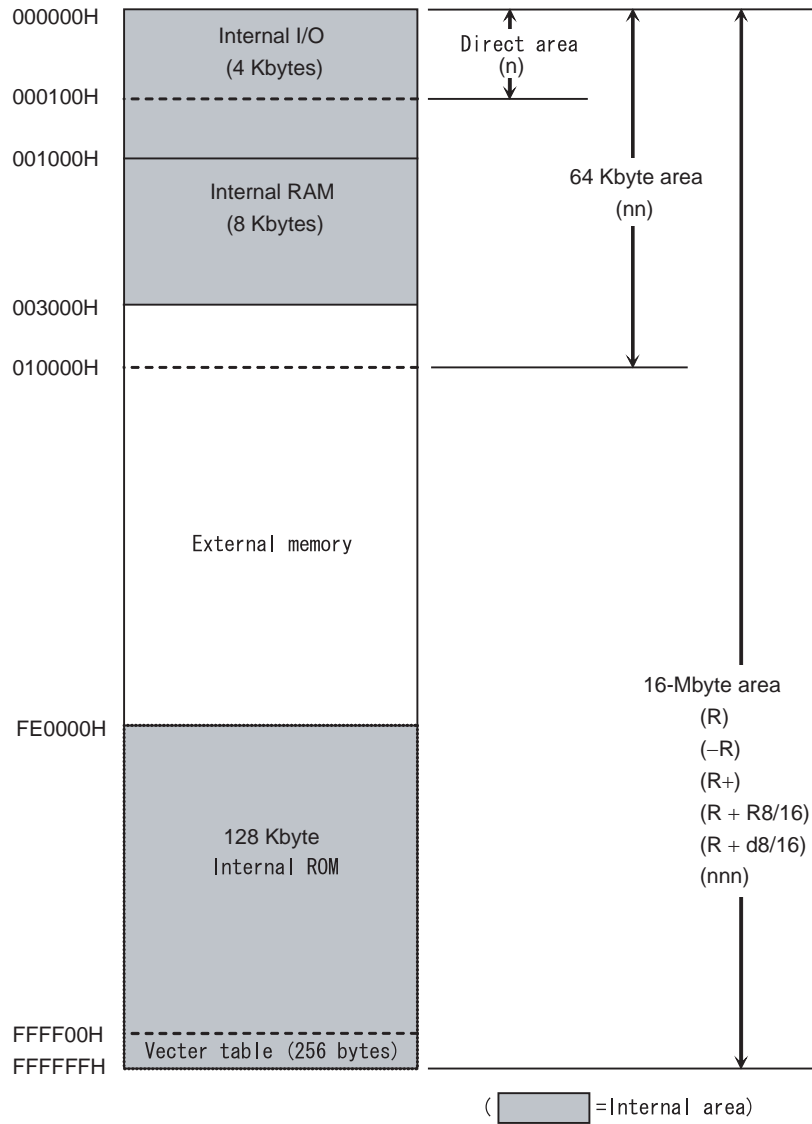 000000H
Internal I/O
(4 Kbytes)
Direct area
(n)
000100H
001000H
Internal RAM
(8 Kbytes)
64 Kbyte area
(nn)
003000H
010000H
External memory
16-Mbyte area
(R)
(−R)
(R+)
(R + R8/16)
(R + d8/16)
(nnn)
FE0000H
128 Kbyte
Internal ROM
FFFF00H
Vecter table (256 bytes)
FFFFFFH
( =Internal area)